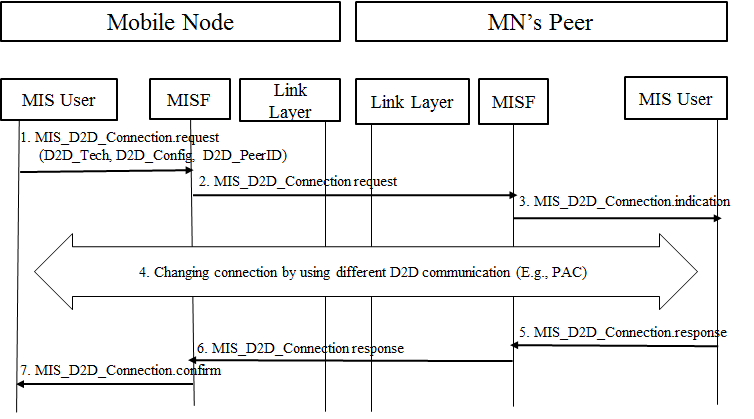 Mobile Node
MN's Peer
MIS User
MISF
Link
Layer
Link Layer
MISF
MIS User
1. MIS_D2D_Connection.request
(D2D_Tech, D2D_Config, D2D_PeerID)
2. MIS_D2D_Connection request
3. MIS_D2D_Connection.indication
4. Changing connection by using different D2D communication (E.g., PAC)
5. MIS_D2D_Connection.response
6. MIS_D2D_Connection response
7. MIS_D2D_Connection.confirm